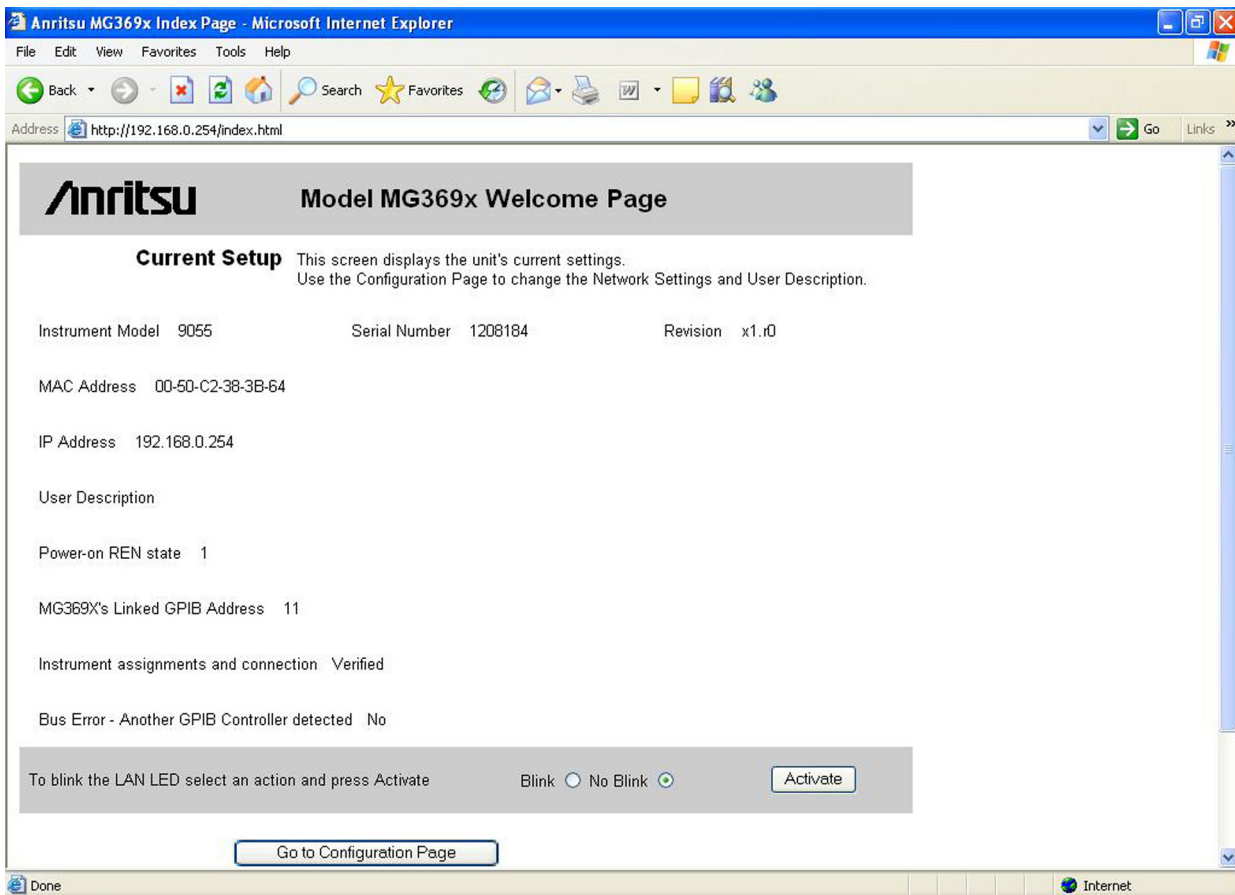 Anritsu MG369x Index Page - Microsoft Internet Explorer
File Edit View Favorites Tools Help
Back Search Favorites
Address http://192.168.0.254/index.html Go Links »
Anritsu Model MG369x Welcome Page
Current Setup This screen displays the unit's current settings.
Use the Configuration Page to change the Network Settings and User Description.
Instrument Model 9055 Serial Number 1208184 Revision x1.r0
MAC Address 00-50-C2-38-3B-64
IP Address 192.168.0.254
User Description
Power-on REN state 1
MG369X's Linked GPIB Address 11
Instrument assignments and connection Verified
Bus Error - Another GPIB Controller detected No
To blink the LAN LED select an action and press Activate Blink No Blink Activate
Go to Configuration Page
Done Internet